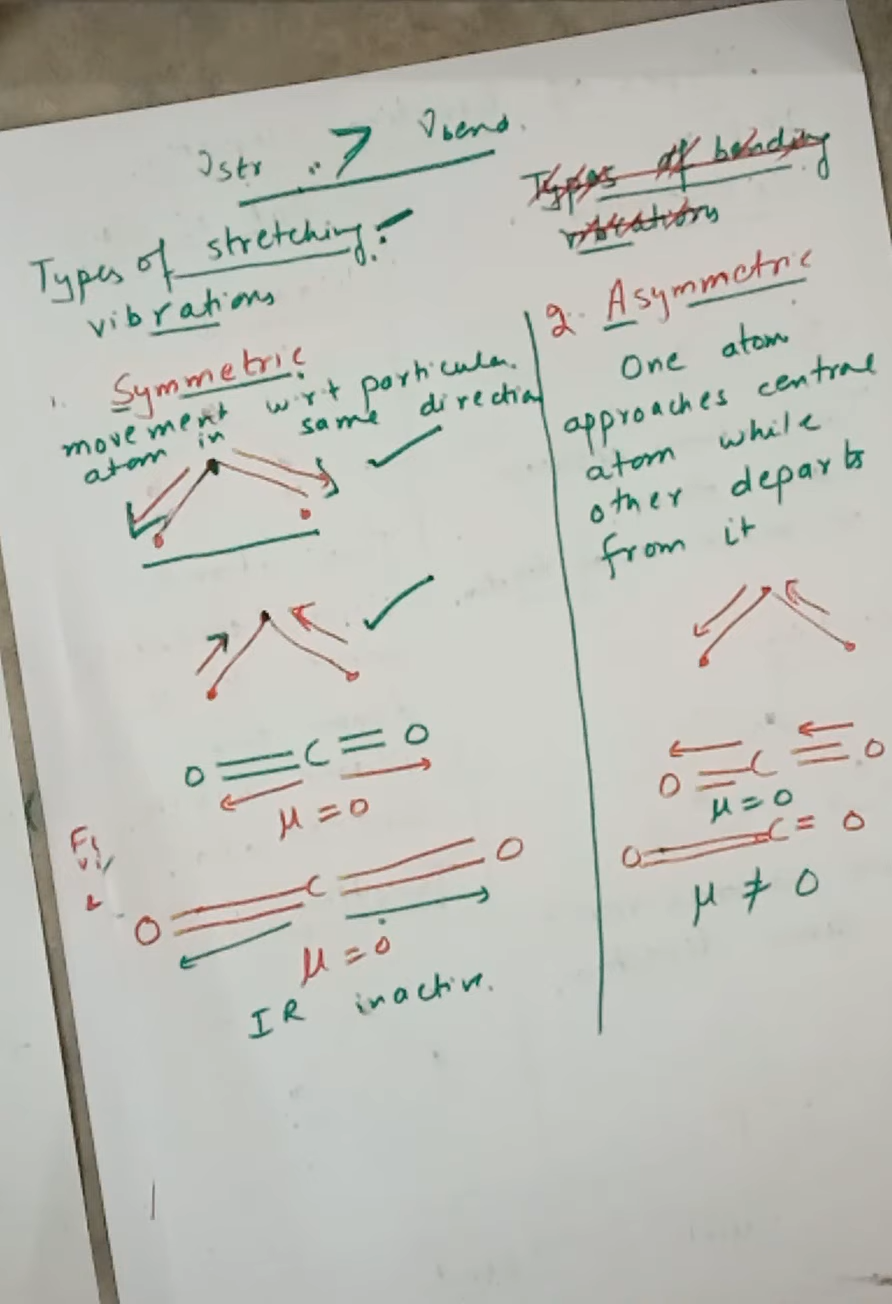 νstr > νbend.
Types of stretching:-
vibrations
1. Symmetric
movement w.r.t particular
atom in same direction
O=C=O
μ=0
O=C=O
μ=0
IR inactive.
Types of bending
vibrations
2. Asymmetric
One atom
approaches central
atom while
other departs
from it
O=C=O
μ=0
O=C=O
μ≠0